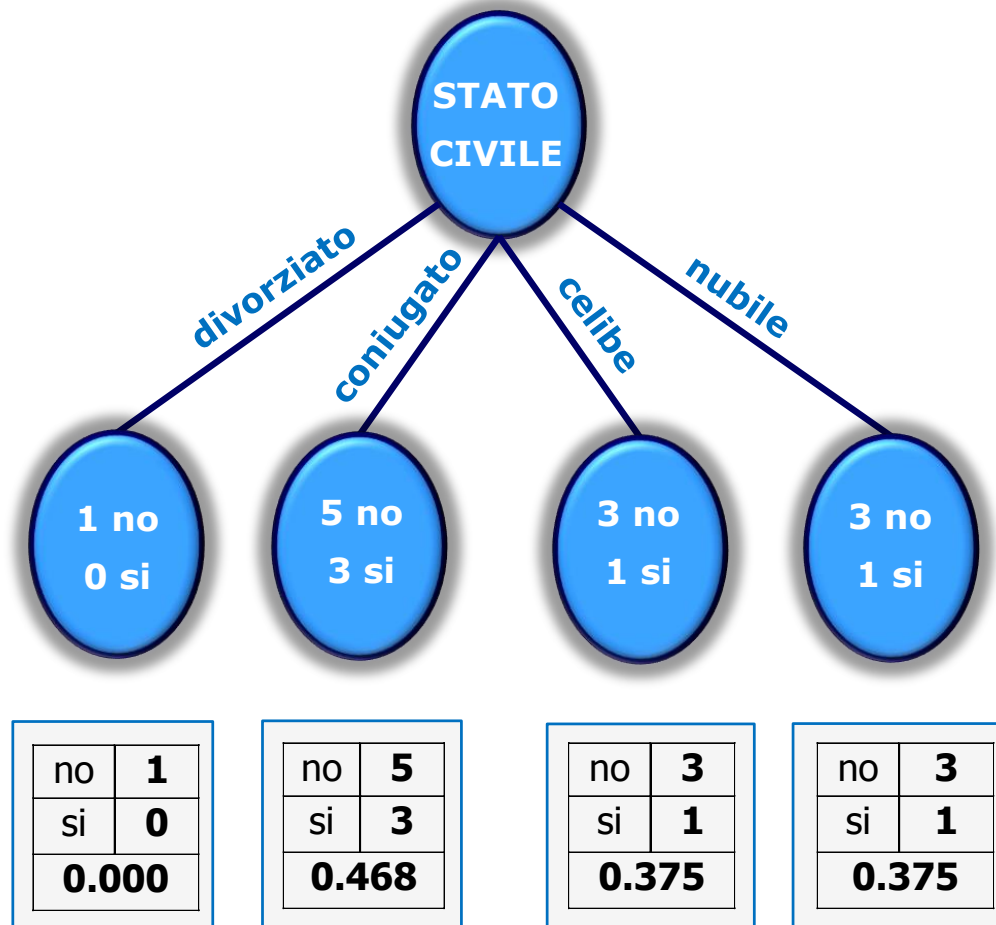 STATO
CIVILE
divorziato
coniugato
celibe
nubile
1 no
0 si
5 no
3 si
3 no
1 si
3 no
1 si
no 1
si 0
0.000
no 5
si 3
0.468
no 3
si 1
0.375
no 3
si 1
0.375